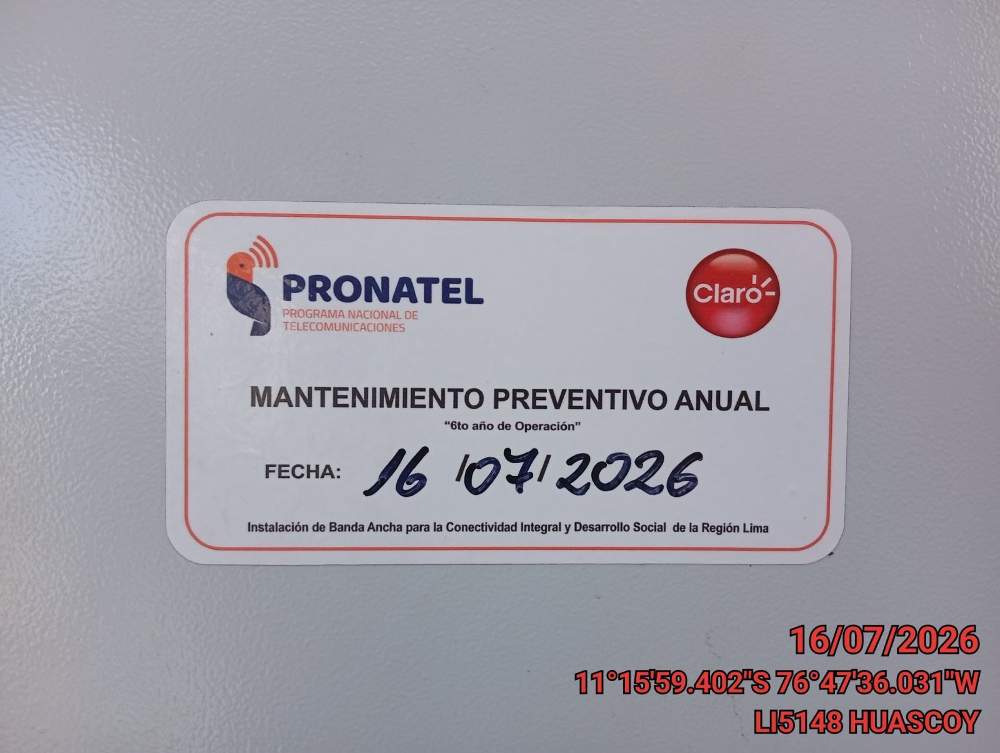 PRONATEL
PROGRAMA NACIONAL DE
TELECOMUNICACIONES
Claro
MANTENIMIENTO PREVENTIVO ANUAL
“6to año de Operación”
FECHA: 16 /07/ 2026
Instalación de Banda Ancha para la Conectividad Integral y Desarrollo Social de la Región Lima
16/07/2026
11°15'59.402"S 76°47'36.031"W
LI5148 HUASCOY